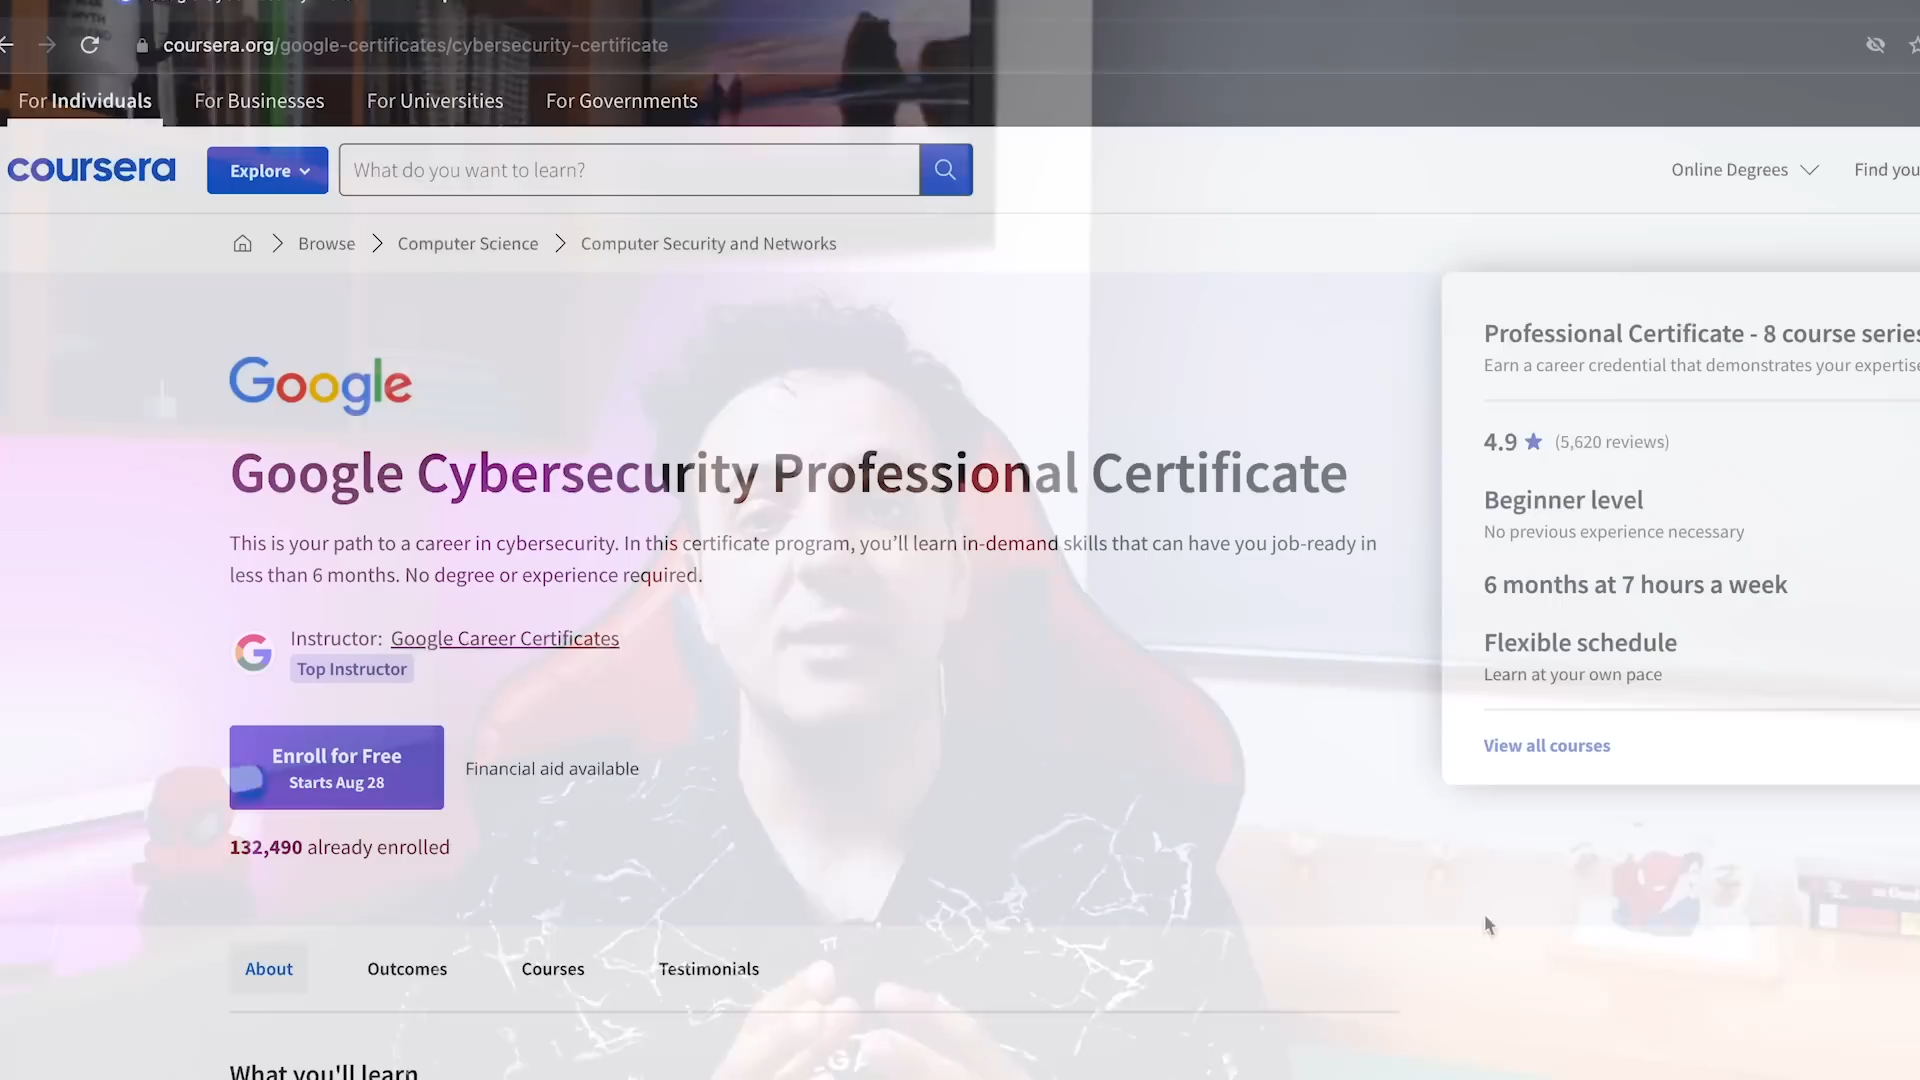 coursera.org/google-certificates/cybersecurity-certificate
For Individuals For Businesses For Universities For Governments
coursera Explore What do you want to learn? Online Degrees Find you
Browse Computer Science Computer Security and Networks
Google
Google Cybersecurity Professional Certificate
This is your path to a career in cybersecurity. In this certificate program, you’ll learn in-demand skills that can have you job-ready in
less than 6 months. No degree or experience required.
Instructor: Google Career Certificates
Top Instructor
Enroll for Free
Starts Aug 28
Financial aid available
132,490 already enrolled
Professional Certificate - 8 course series
Earn a career credential that demonstrates your expertise
4.9 (5,620 reviews)
Beginner level
No previous experience necessary
6 months at 7 hours a week
Flexible schedule
Learn at your own pace
View all courses
About Outcomes Courses Testimonials
What you'll learn